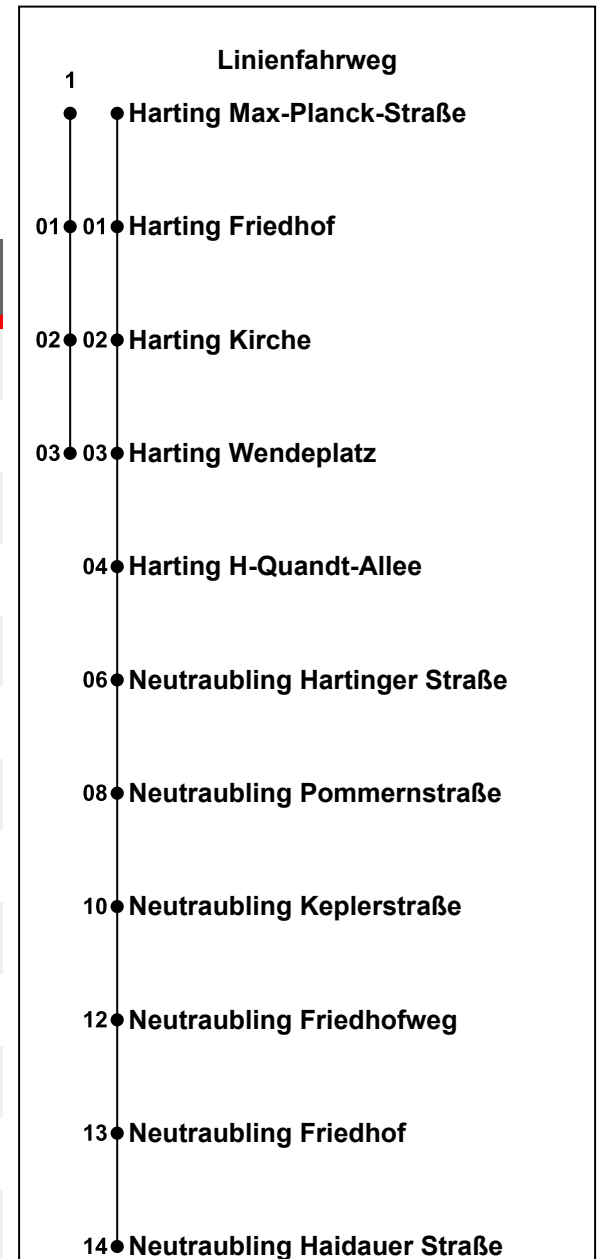 Linienfahrweg
1
Harting Max-Planck-Straße
01 01 Harting Friedhof
02 02 Harting Kirche
03 03 Harting Wendeplatz
04 Harting H-Quandt-Allee
06 Neutraubling Hartinger Straße
08 Neutraubling Pommernstraße
10 Neutraubling Keplerstraße
12 Neutraubling Friedhofweg
13 Neutraubling Friedhof
14 Neutraubling Haidauer Straße